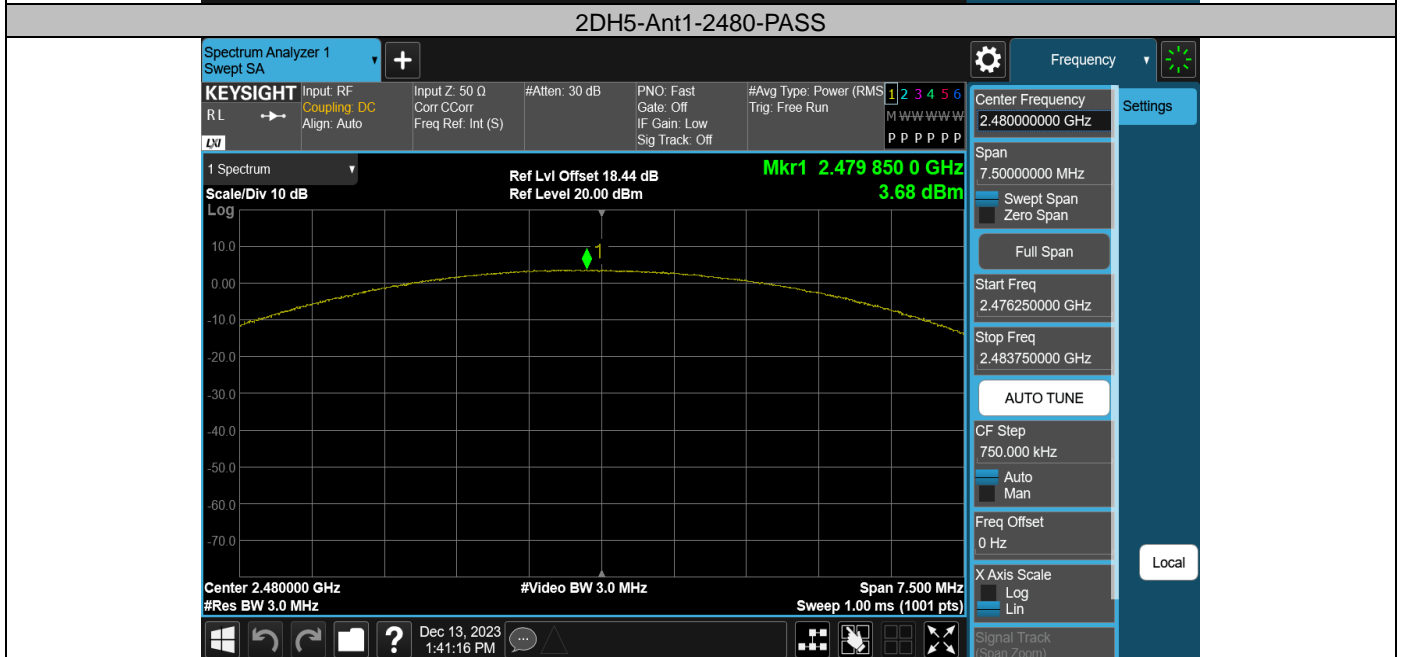 2DH5-Ant1-2480-PASS
Spectrum Analyzer 1
Swept SA
Frequency
KEYSIGHT
R L
LXI
Input: RF
Coupling: DC
Align: Auto
Input Z: 50 Ω
Corr CCorr
Freq Ref: Int (S)
#Atten: 30 dB
PNO: Fast
Gate: Off
IF Gain: Low
Sig Track: Off
#Avg Type: Power (RMS
Trig: Free Run
1 2 3 4 5 6
M W W W W W
P P P P P P
1 Spectrum
Scale/Div 10 dB
Ref Lvl Offset 18.44 dB
Ref Level 20.00 dBm
Mkr1 2.479 850 0 GHz
3.68 dBm
Log
10.0
0.00
-10.0
-20.0
-30.0
-40.0
-50.0
-60.0
-70.0
1
Center 2.480000 GHz
#Res BW 3.0 MHz
#Video BW 3.0 MHz
Span 7.500 MHz
Sweep 1.00 ms (1001 pts)
Center Frequency
2.480000000 GHz
Settings
Span
7.50000000 MHz
Swept Span
Zero Span
Full Span
Start Freq
2.476250000 GHz
Stop Freq
2.483750000 GHz
AUTO TUNE
CF Step
750.000 kHz
Auto
Man
Freq Offset
0 Hz
X Axis Scale
Log
Lin
Local
Signal Track
(Span Zoom)
?
Dec 13, 2023
1:41:16 PM